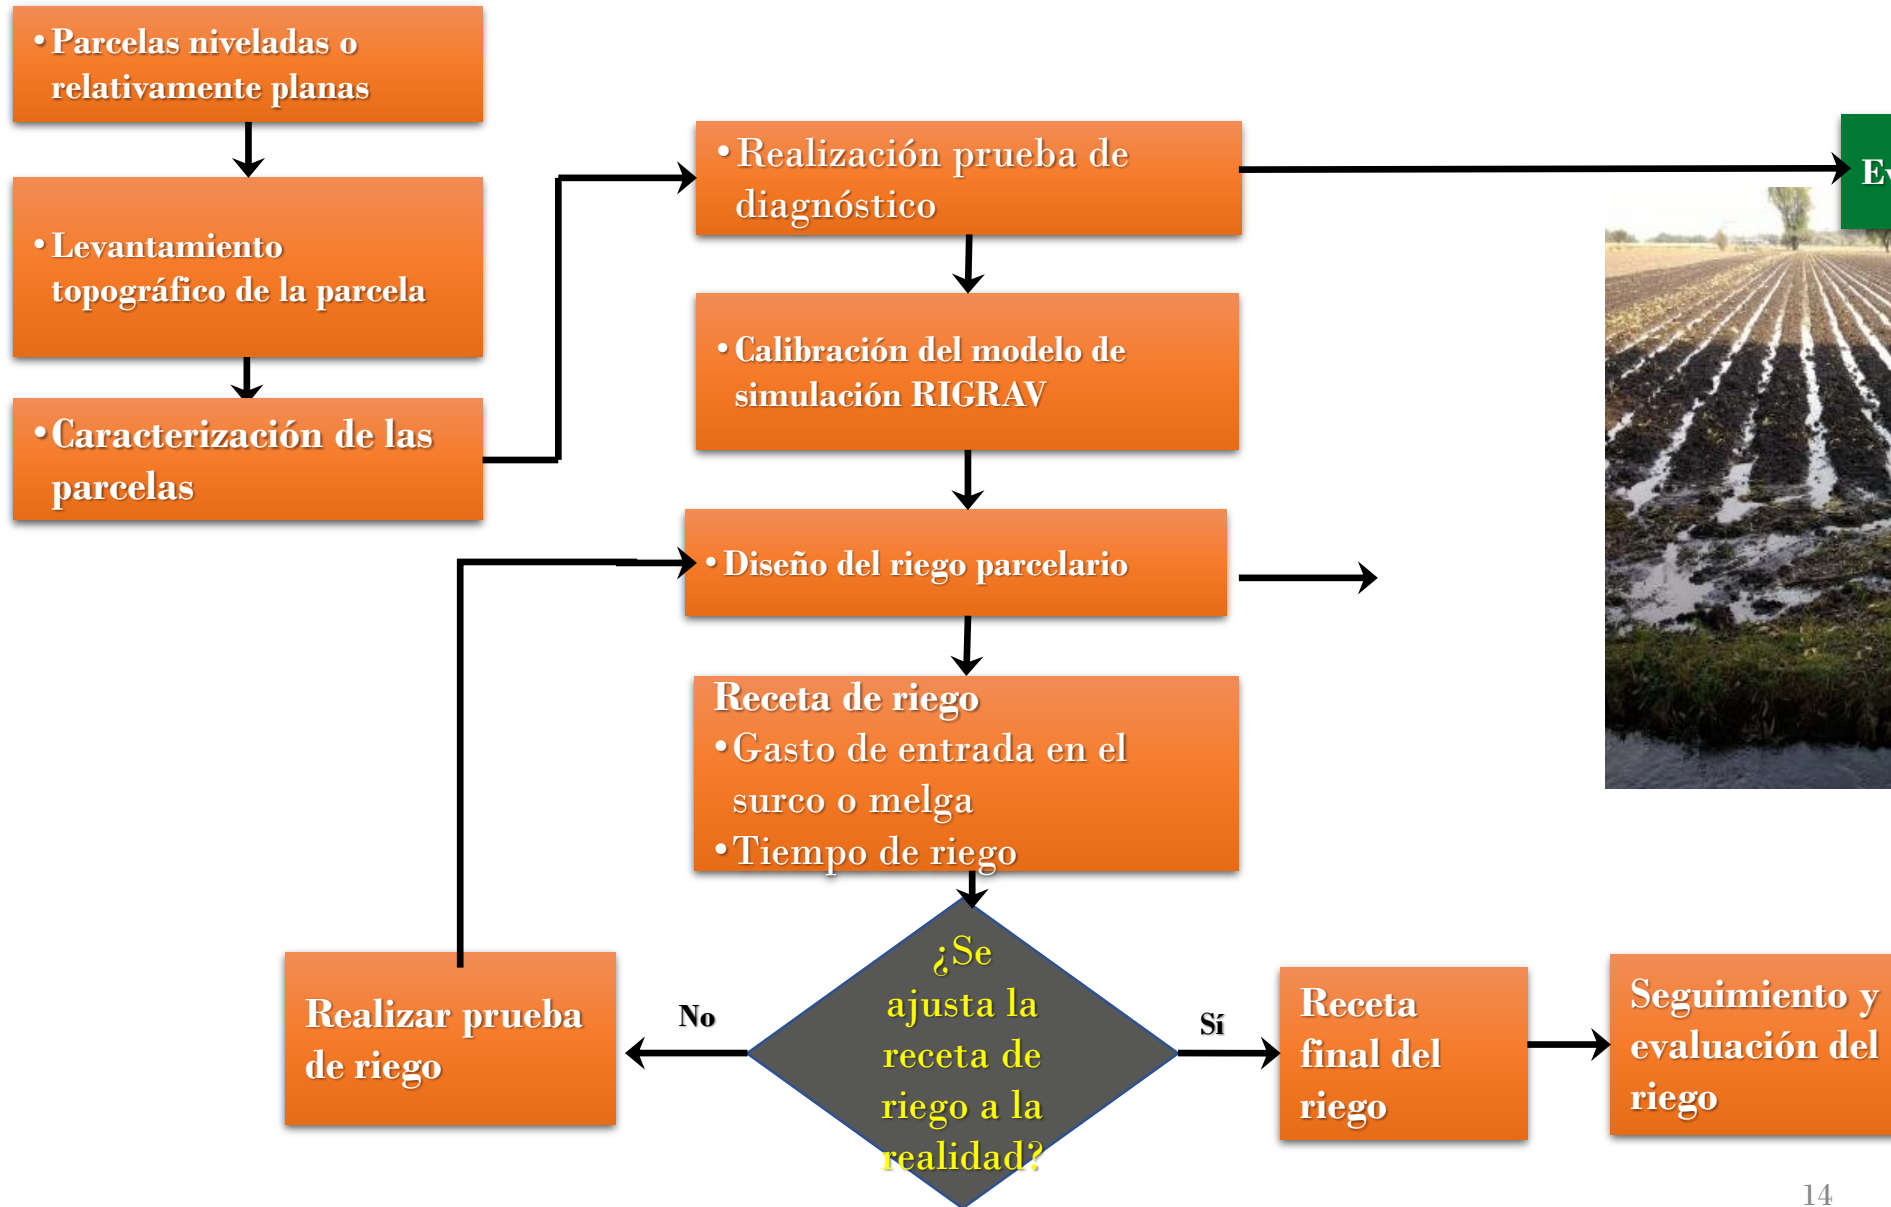 • Parcelas niveladas o
relativamente planas
• Levantamiento
topográfico de la parcela
• Caracterización de las
parcelas
• Realización prueba de
diagnóstico
• Calibración del modelo de
simulación RIGRAV
• Diseño del riego parcelario
Receta de riego
• Gasto de entrada en el
surco o melga
• Tiempo de riego
¿Se
ajusta la
receta de
riego a la
realidad?
No
Sí
Realizar prueba
de riego
Receta
final del
riego
Seguimiento y
evaluación del
riego
14